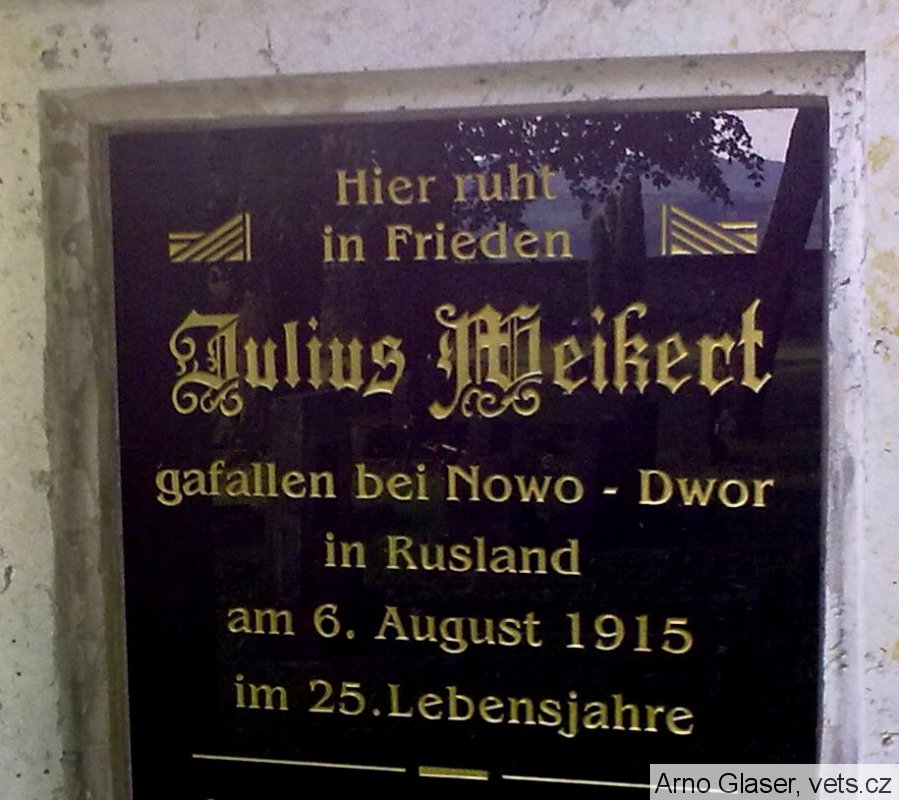 Hier ruht
in Frieden
Julius Weikert
gafallen bei Nowo - Dwor
in Rusland
am 6. August 1915
im 25.Lebensjahre
Arno Glaser, vets.cz